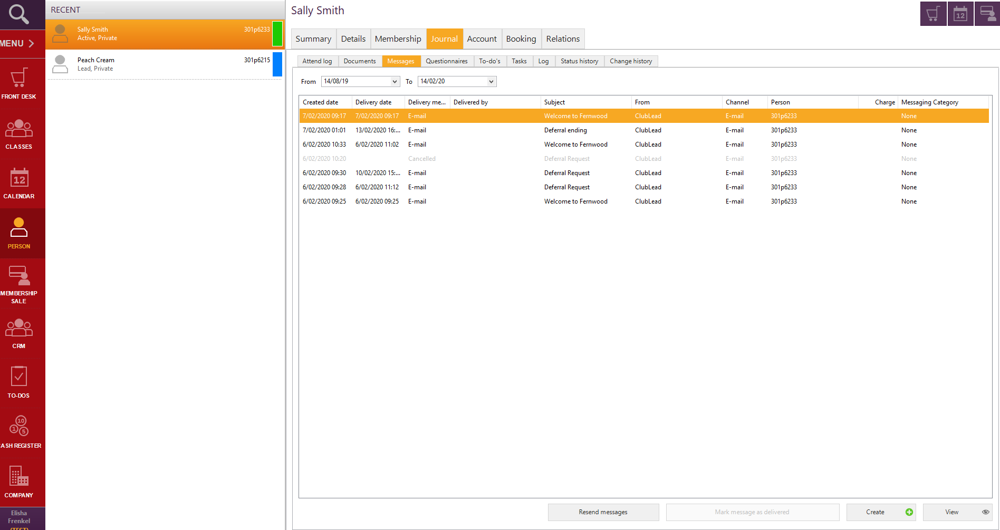 RECENT
Sally Smith
12
MENU
Sally Smith 301p6233
Active, Private
Summary Details Membership Journal Account Booking Relations
Peach Cream 301p6215
Lead, Private
Attend log Documents Messages Questionnaires To-do's Tasks Log Status history Change history
From 14/08/19 To 14/02/20
Created date Delivery date Delivery me... Delivered by Subject From Channel Person Charge Messaging Category
7/02/2020 09:17 7/02/2020 09:17 E-mail Welcome to Fernwood ClubLead E-mail 301p6233 None
7/02/2020 01:01 13/02/2020 16:... E-mail Deferral ending ClubLead E-mail 301p6233 None
6/02/2020 10:33 6/02/2020 11:02 E-mail Welcome to Fernwood ClubLead E-mail 301p6233 None
6/02/2020 10:20 Cancelled Deferral Request ClubLead E-mail 301p6233 None
6/02/2020 09:30 10/02/2020 15:... E-mail Deferral Request ClubLead E-mail 301p6233 None
6/02/2020 09:28 6/02/2020 11:12 E-mail Deferral Request ClubLead E-mail 301p6233 None
6/02/2020 09:25 6/02/2020 09:25 E-mail Welcome to Fernwood ClubLead E-mail 301p6233 None
FRONT DESK
CLASSES
12
CALENDAR
PERSON
MEMBERSHIP
SALE
CRM
TO-DOS
10
1 5
ASH REGISTER
COMPANY
Elisha
Frenkel
(TEST)
Resend messages Mark message as delivered Create View